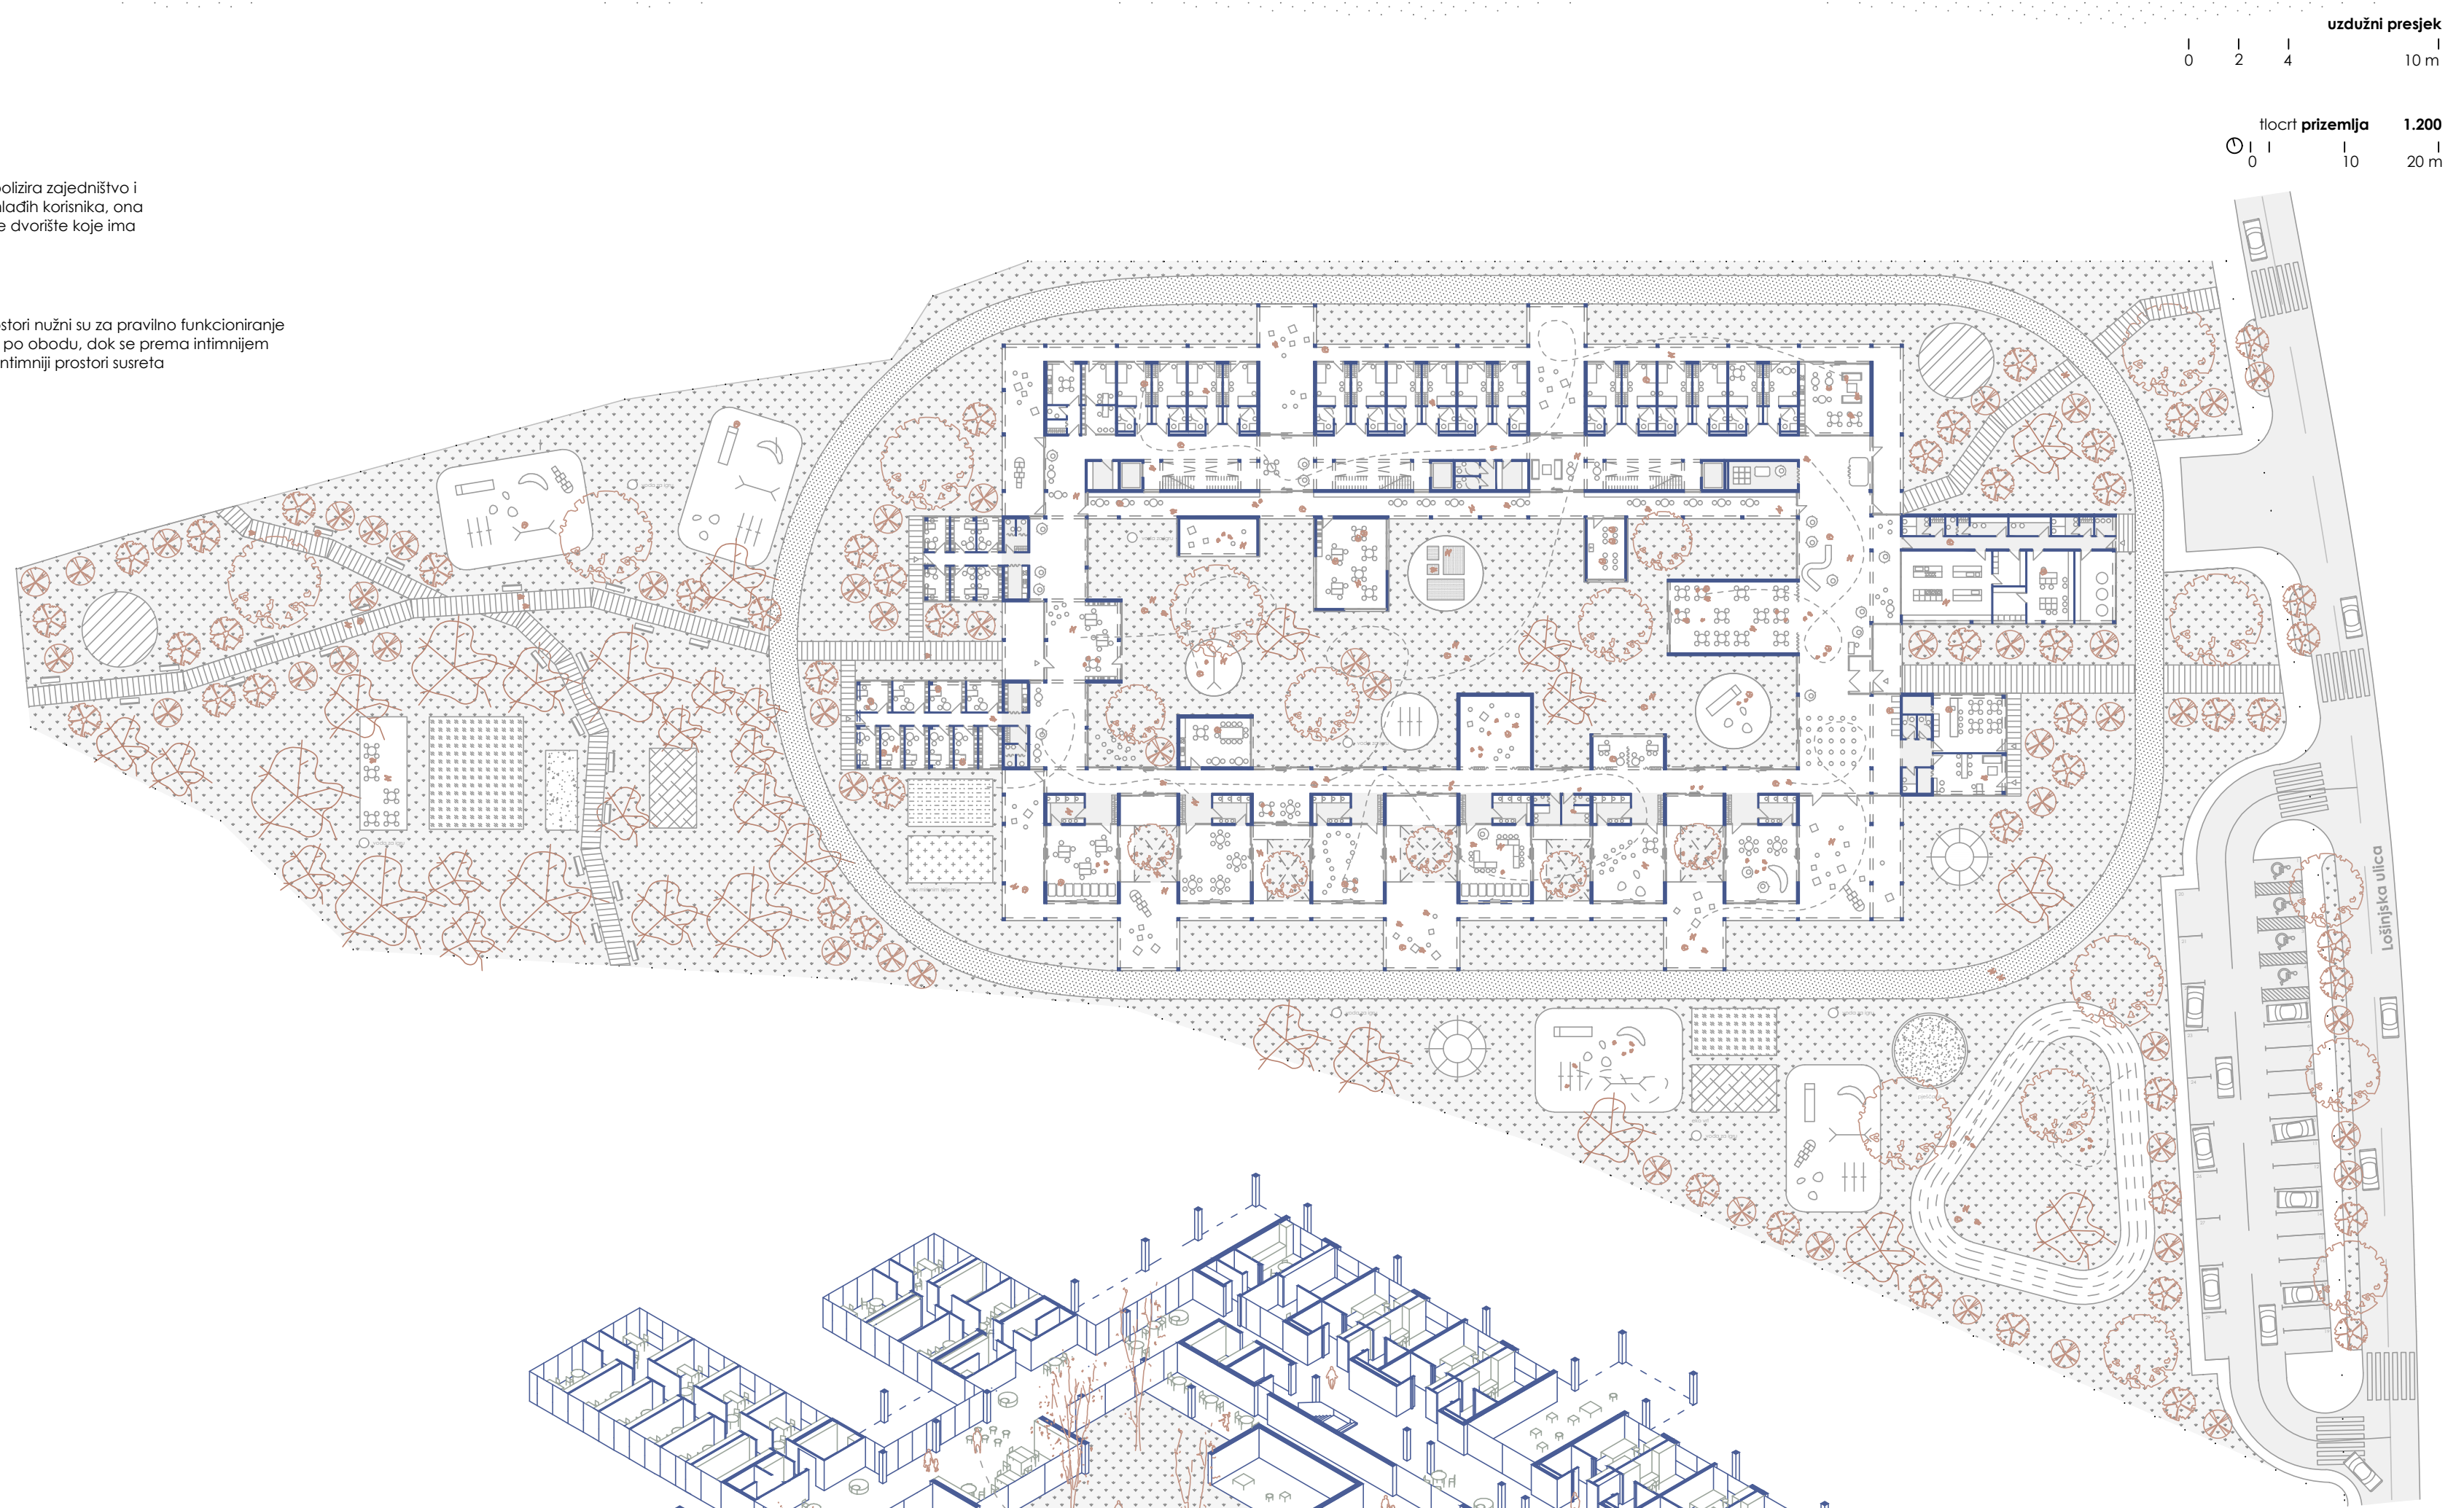 uzdužni presjek
0 2 4 10 m
tlocrt prizemlja 1.200
0 10 20 m
olizira zajedništvo i
lađih korisnika, ona
e dvorište koje ima
stori nužni su za pravilno funkcioniranje
po obodu, dok se prema intimnijem
ntimniji prostori susreta
Lošinjska ulica